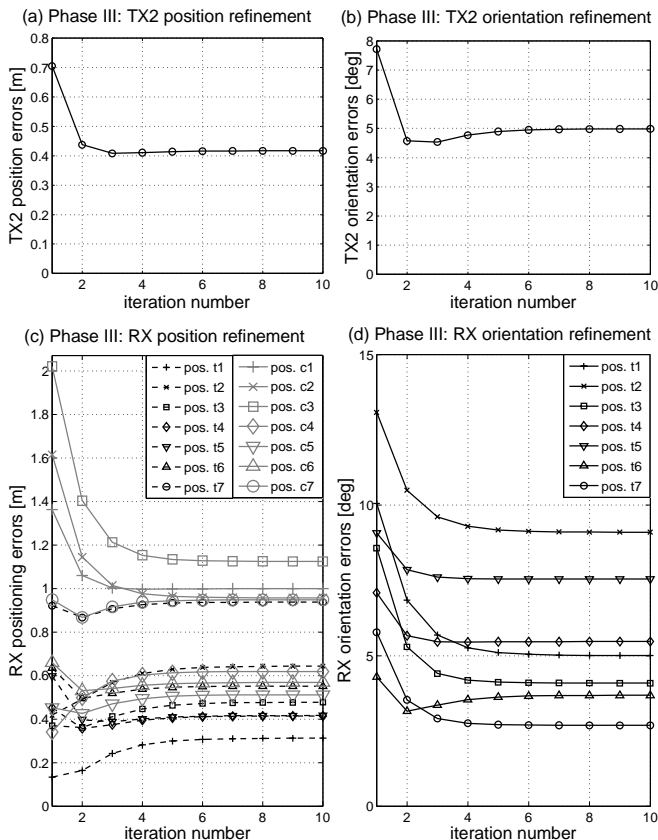 (a) Phase III: TX2 position refinement
0.8
0.7
0.6
0.5
0.4
0.3
0.2
0.1
0
2
4
6
8
10
TX2 position errors [m]
iteration number
(b) Phase III: TX2 orientation refinement
8
7
6
5
4
3
2
1
0
2
4
6
8
10
TX2 orientation errors [deg]
iteration number
(c) Phase III: RX position refinement
2
1.8
1.6
1.4
1.2
1
0.8
0.6
0.4
0.2
0
2
4
6
8
10
RX positioning errors [m]
iteration number
pos. t1
pos. t2
pos. t3
pos. t4
pos. t5
pos. t6
pos. t7
pos. c1
pos. c2
pos. c3
pos. c4
pos. c5
pos. c6
pos. c7
(d) Phase III: RX orientation refinement
15
10
5
0
2
4
6
8
10
RX orientation errors [deg]
iteration number
pos. t1
pos. t2
pos. t3
pos. t4
pos. t5
pos. t6
pos. t7